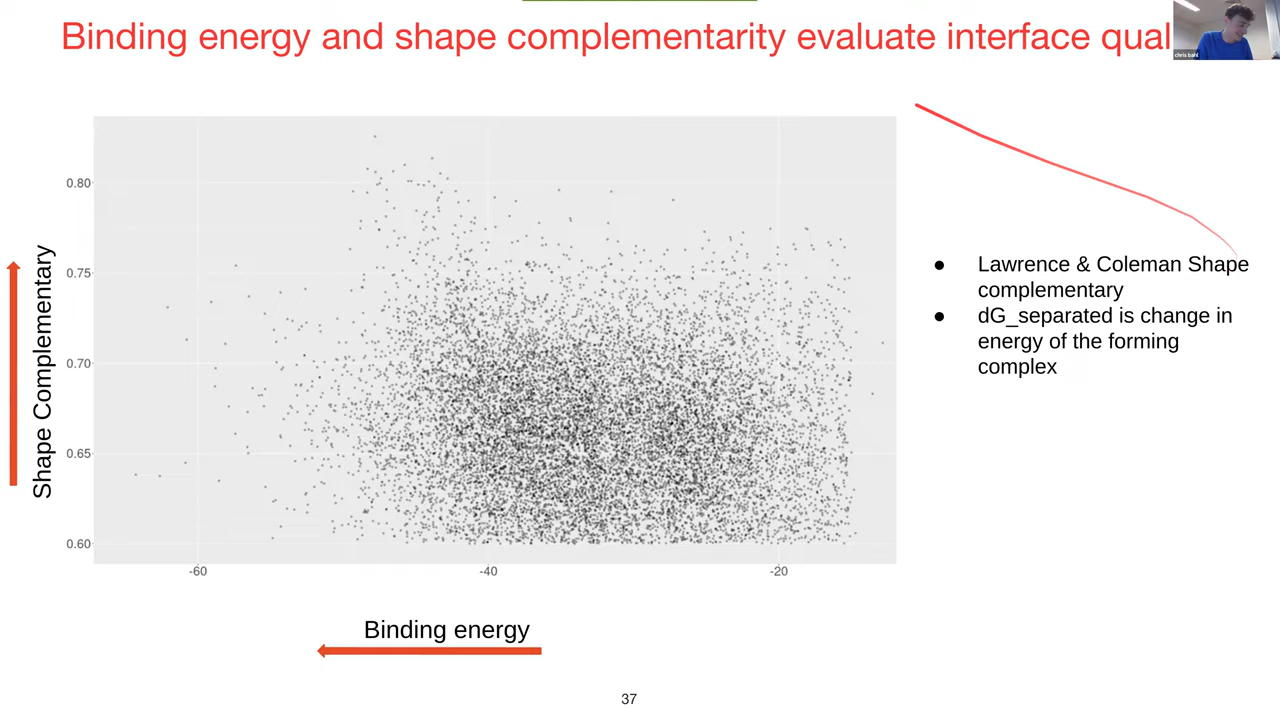 Binding energy and shape complementarity evaluate interface qual
chris bahl
Shape Complementary
0.80
0.75
0.70
0.65
0.60
-60
-40
-20
Binding energy
● Lawrence & Coleman Shape
complementary
● dG_separated is change in
energy of the forming
complex
37